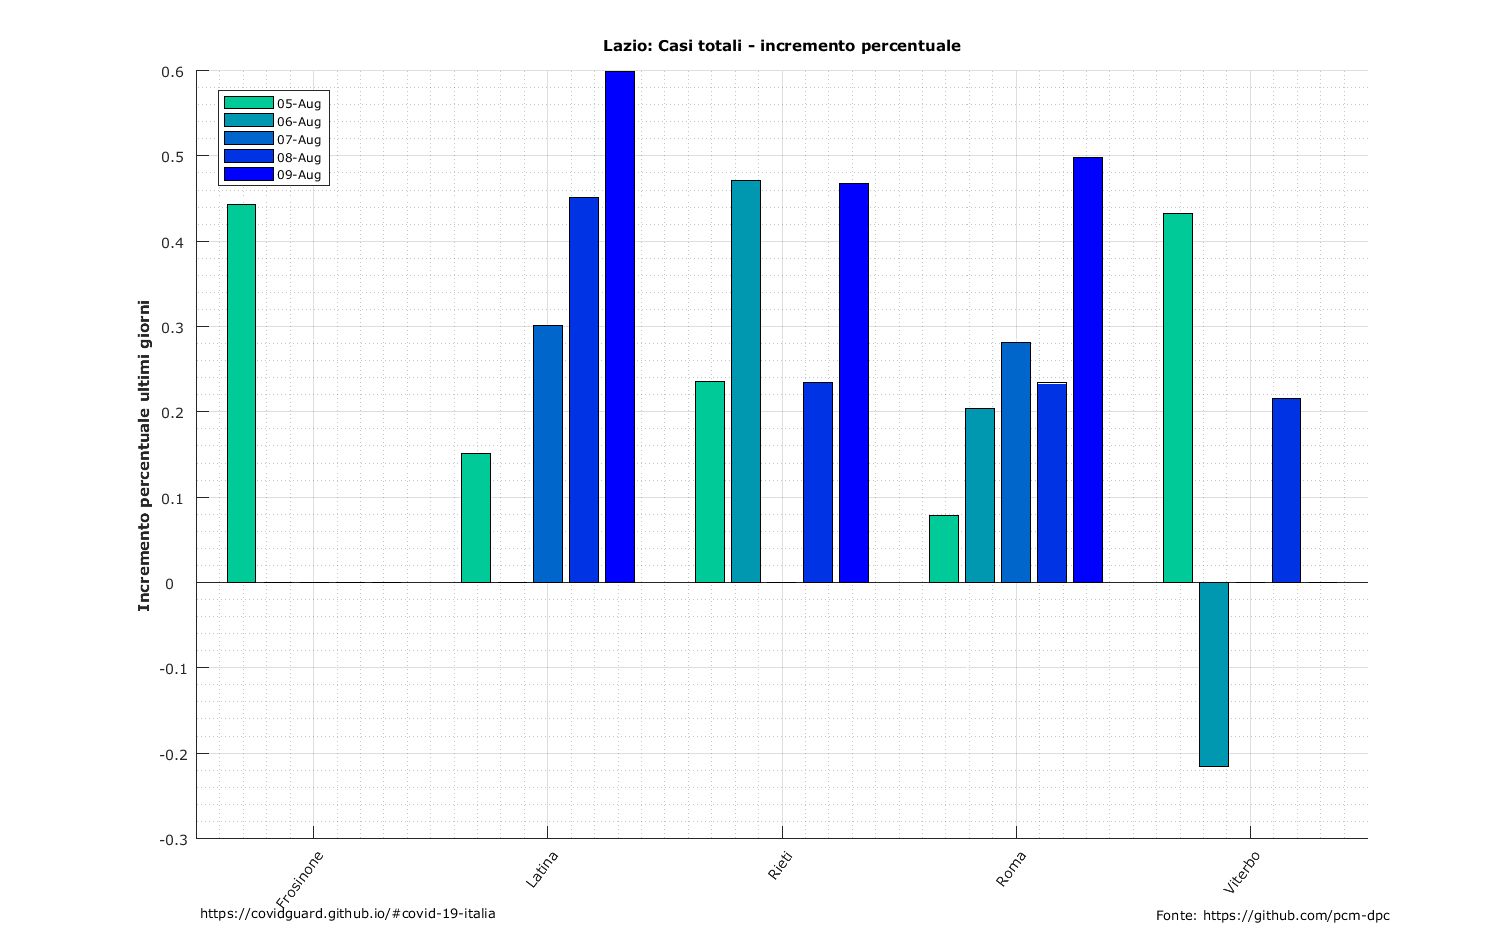 Lazio: Casi totali - incremento percentuale
Incremento percentuale ultimi giorni
0.6
0.5
0.4
0.3
0.2
0.1
0
-0.1
-0.2
-0.3
05-Aug
06-Aug
07-Aug
08-Aug
09-Aug
Frosinone
Latina
Rieti
Roma
Viterbo
https://covidguard.github.io/#covid-19-italia
Fonte: https://github.com/pcm-dpc